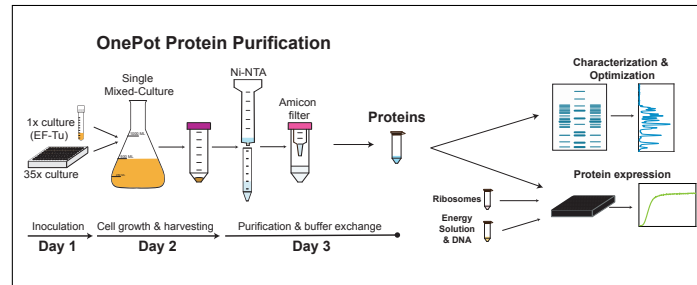 OnePot Protein Purification
Single
Mixed-Culture
1x culture
(EF-Tu)
35x culture
Ni-NTA
Amicon
filter
Proteins
Characterization &
Optimization
Protein expression
Ribosomes
Energy
Solution
& DNA
Inoculation
Cell growth & harvesting
Purification & buffer exchange
Day 1
Day 2
Day 3